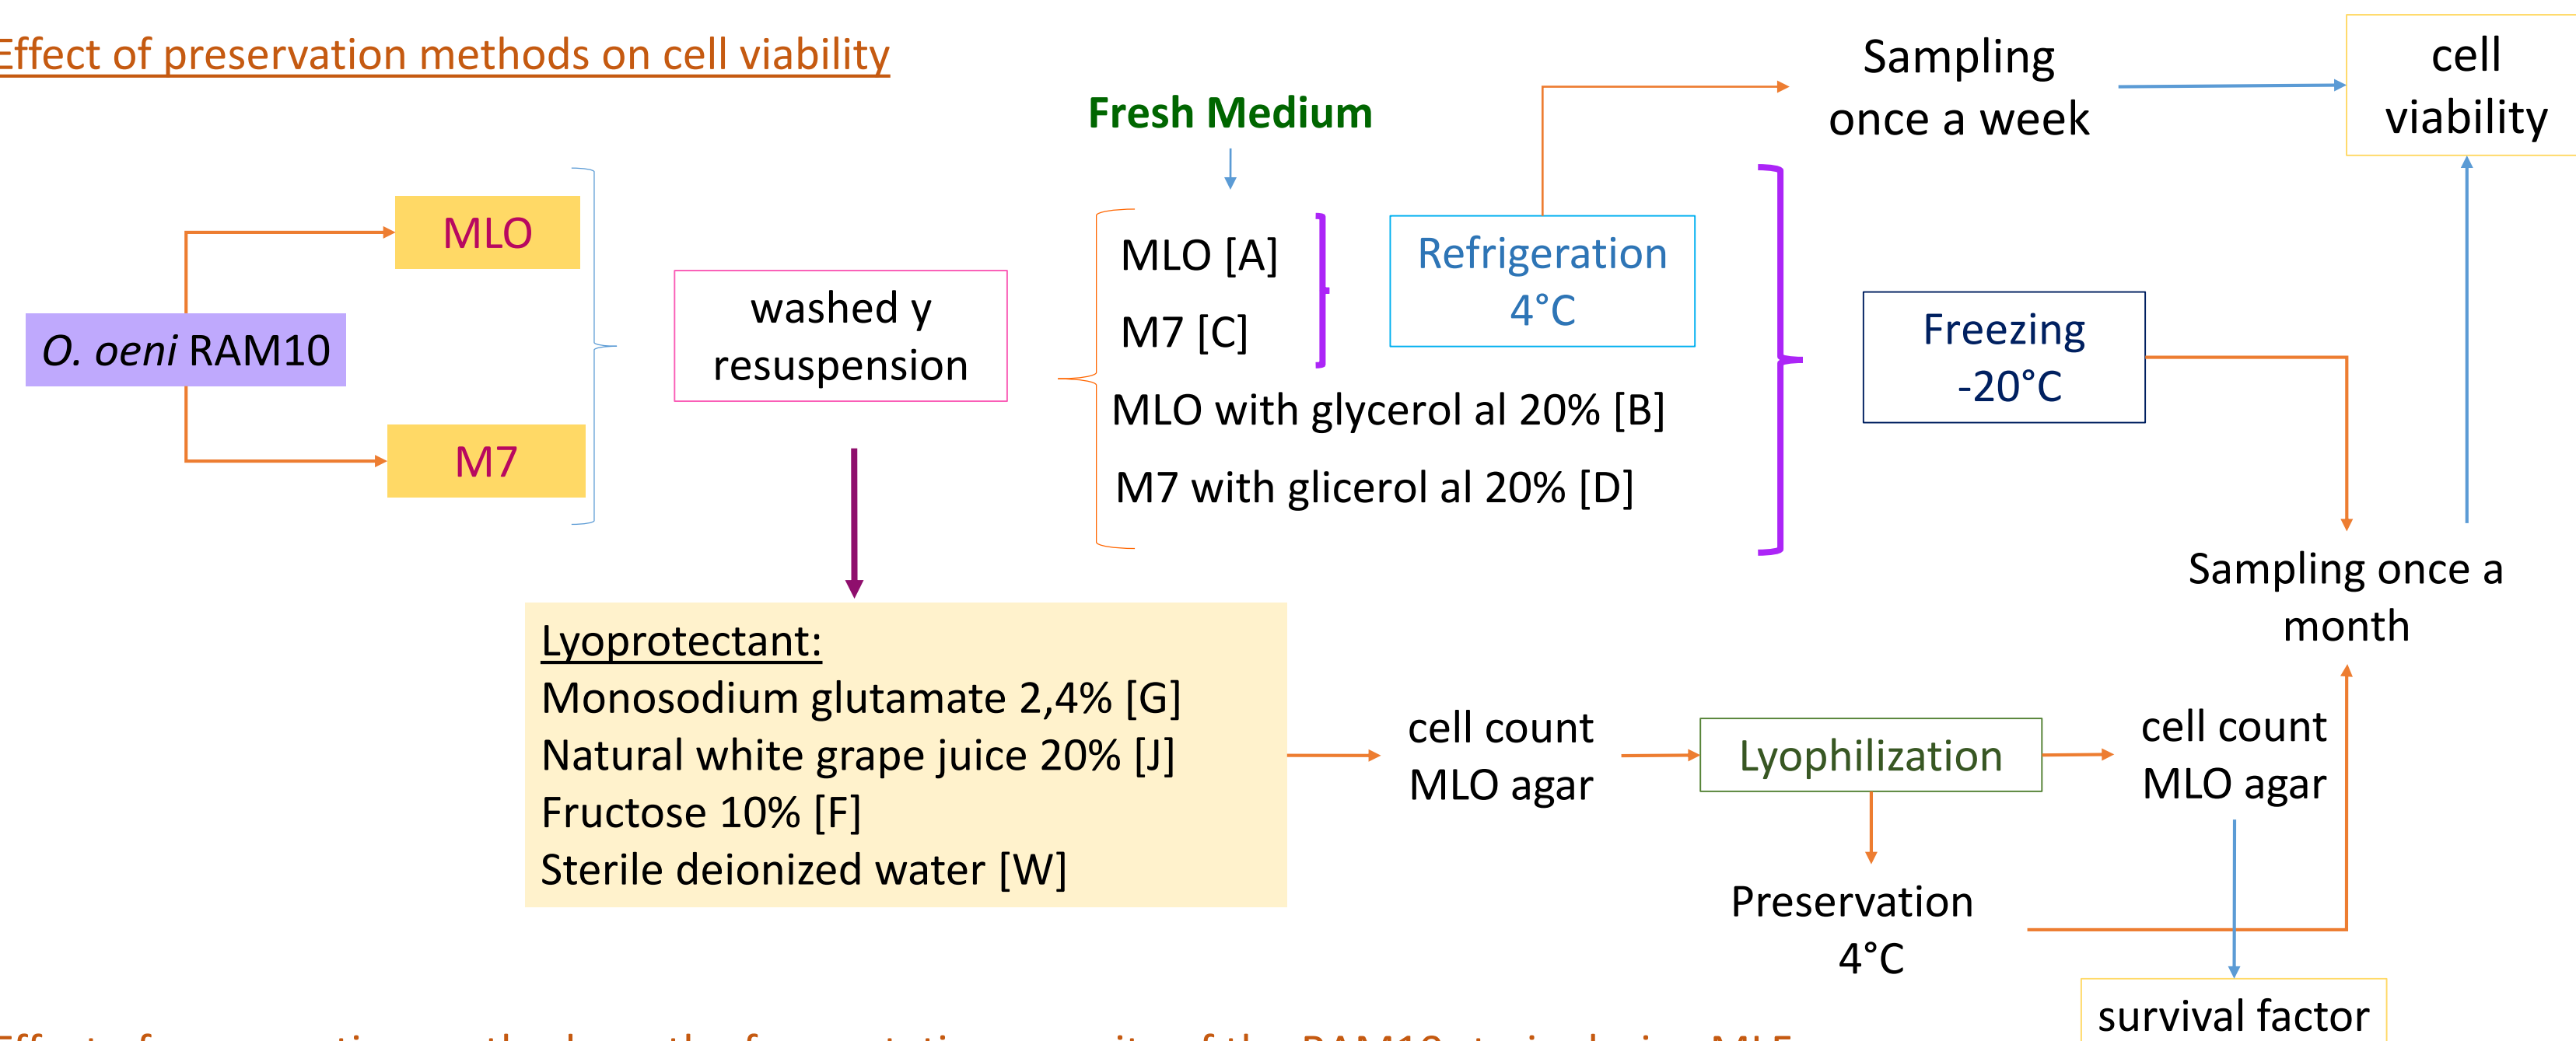 Effect of preservation methods on cell viability
Fresh Medium
Sampling
once a week
cell
viability
MLO
O. oeni RAM10
M7
washed y
resuspension
MLO [A]
M7 [C]
MLO with glycerol al 20% [B]
M7 with glicerol al 20% [D]
Refrigeration
4°C
Freezing
-20°C
Sampling once a
month
Lyoprotectant:
Monosodium glutamate 2,4% [G]
Natural white grape juice 20% [J]
Fructose 10% [F]
Sterile deionized water [W]
cell count
MLO agar
Lyophilization
cell count
MLO agar
Preservation
4°C
survival factor